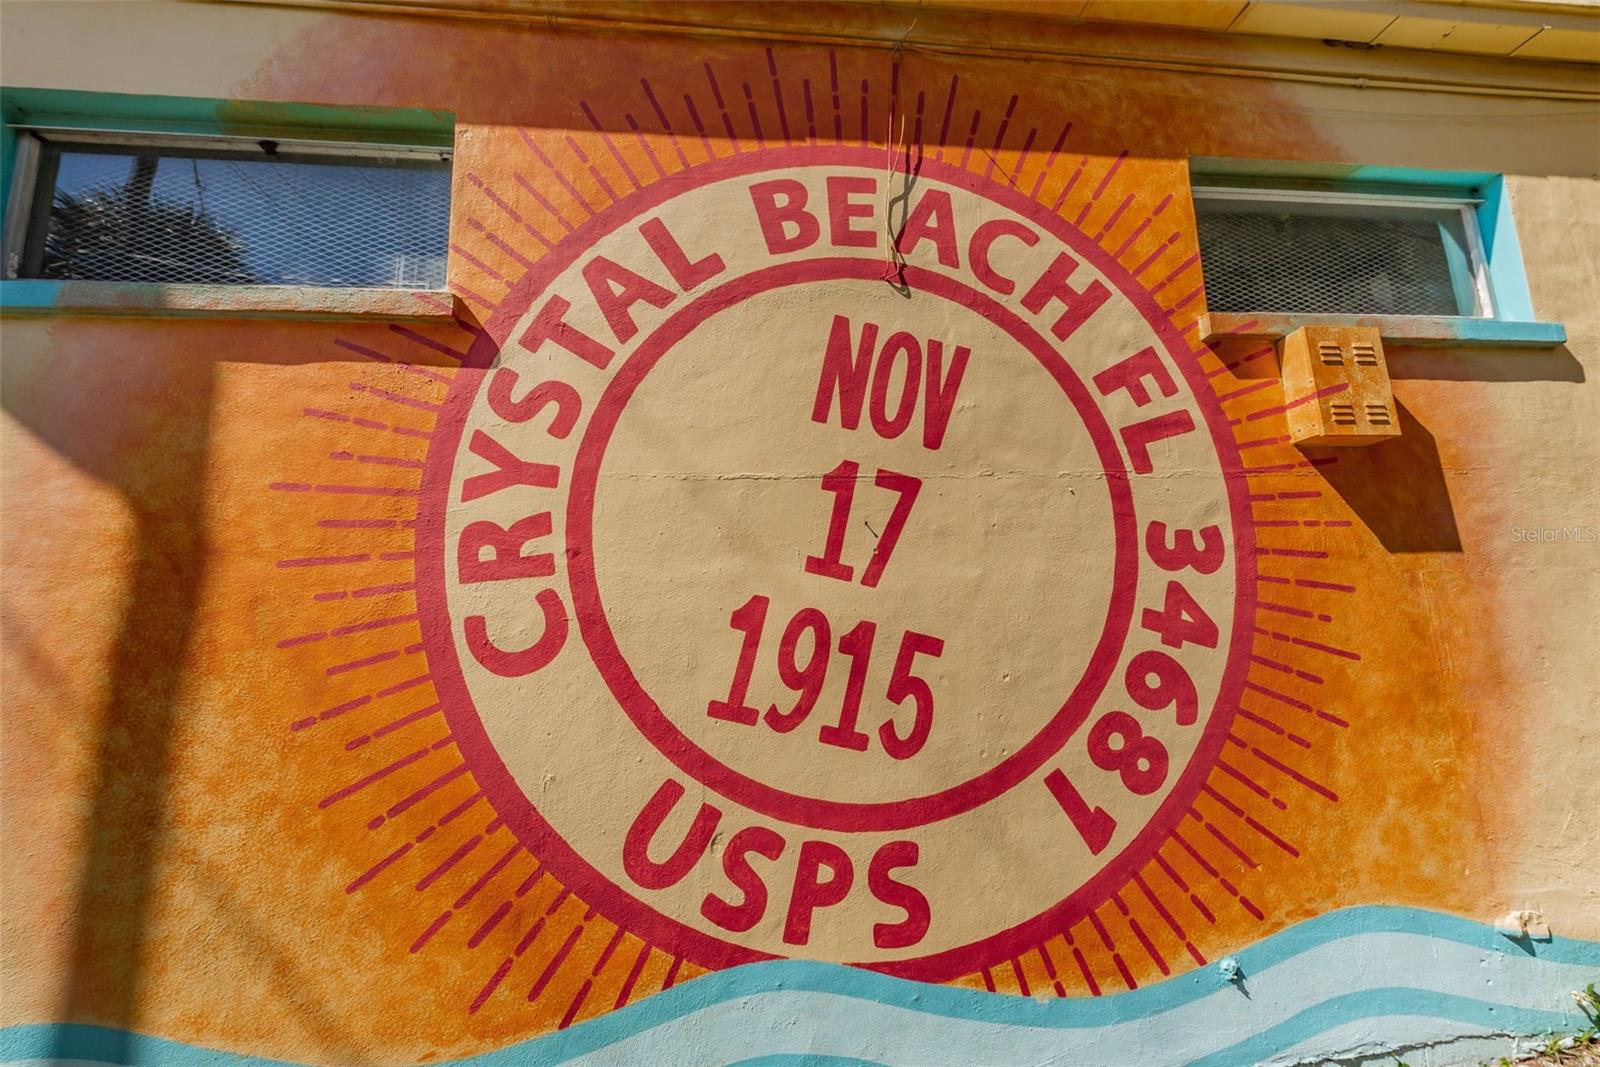 CRYSTAL BEACH FL 34681
NOV
17
1915
USPS
Stellar MLS